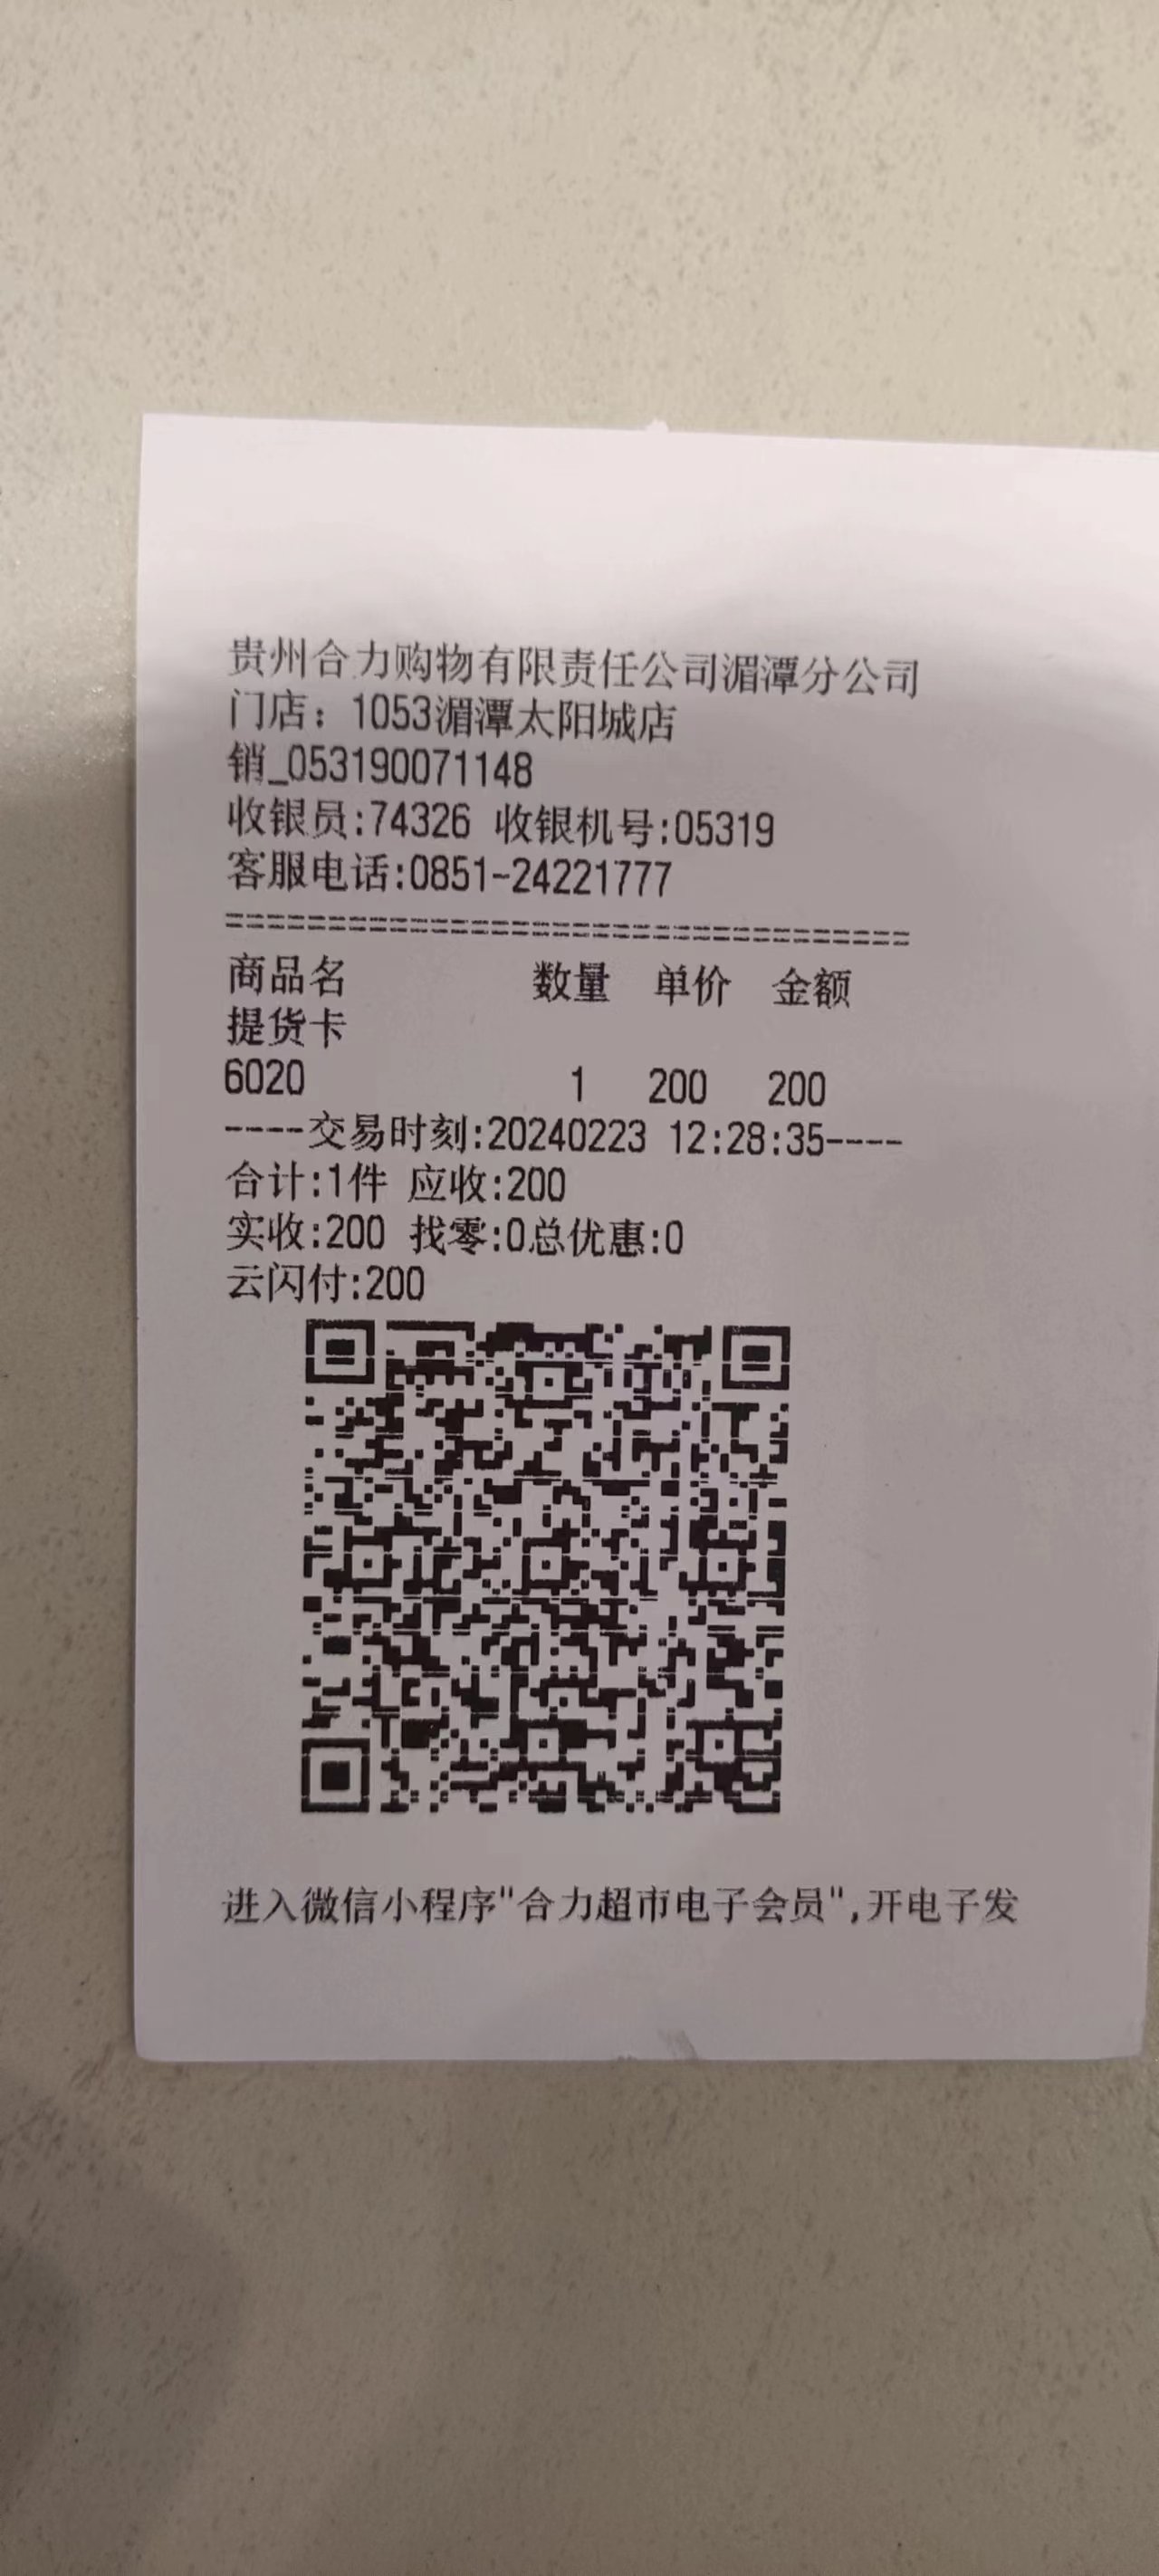 贵州合力购物有限责任公司湄潭分公司
门店：1053湄潭太阳城店
销_053190071148
收银员:74326 收银机号:05319
客服电话:0851-24221777
==================================
商品名 数量 单价 金额
提货卡
6020 1 200 200
----交易时刻:20240223 12:28:35----
合计:1件 应收:200
实收:200 找零:0总优惠:0
云闪付:200
进入微信小程序"合力超市电子会员",开电子发